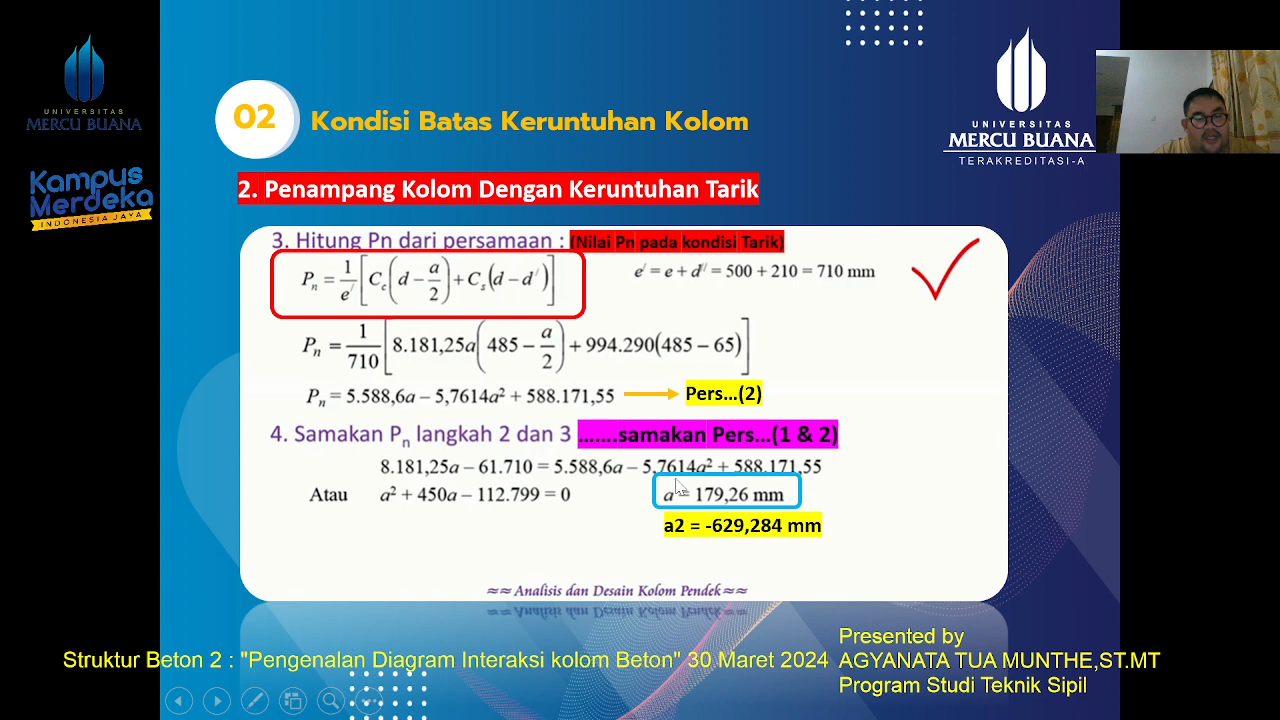 UNIVERSITAS
MERCU BUANA
Kampus
Merdeka
INDONESIA JAYA
02
Kondisi Batas Keruntuhan Kolom
UNIVERSITAS
MERCU BUANA
TERAKREDITASI-A
2. Penampang Kolom Dengan Keruntuhan Tarik
3. Hitung Pn dari persamaan : (Nilai Pn pada kondisi Tarik)
P_n = 1/e′ [C_c (d − a/2) + C_s (d − d′)]
e′ = e + d″ = 500 + 210 = 710 mm
P_n = 1/710 [8.181,25a (485 − a/2) + 994.290(485 − 65)]
P_n = 5.588,6a − 5,7614a² + 588.171,55
Pers...(2)
4. Samakan P_n langkah 2 dan 3 .......samakan Pers...(1 & 2)
8.181,25a − 61.710 = 5.588,6a − 5,7614a² + 588.171,55
Atau a² + 450a − 112.799 = 0
a = 179,26 mm
a2 = -629,284 mm
≈≈Analisis dan Desain Kolom Pendek≈≈
Struktur Beton 2 : "Pengenalan Diagram Interaksi kolom Beton" 30 Maret 2024
Presented by
AGYANATA TUA MUNTHE,ST.MT
Program Studi Teknik Sipil